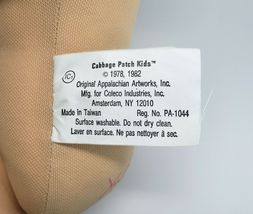 Cabbage Patch Kids™
© 1978, 1982
Original Appalachian Artworks, Inc.
Mfg. for Coleco Industries, Inc.
Amsterdam, NY 12010
Made in Taiwan Reg. No. PA-1044
Surface washable. Do not dry clean.
Laver en surface. Ne pas nettoyer à sec.